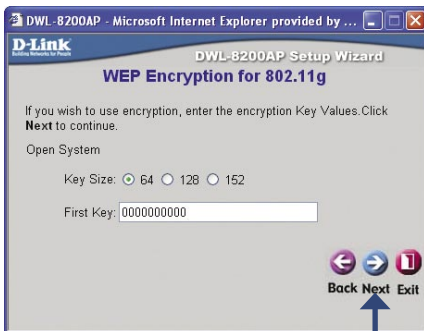 DWL-8200AP - Microsoft Internet Explorer provided by ...
D-Link
Building Networks for People
DWL-8200AP Setup Wizard
WEP Encryption for 802.11g
If you wish to use encryption, enter the encryption Key Values.Click
Next to continue.
Open System
Key Size: 64 128 152
First Key: 0000000000
Back Next Exit